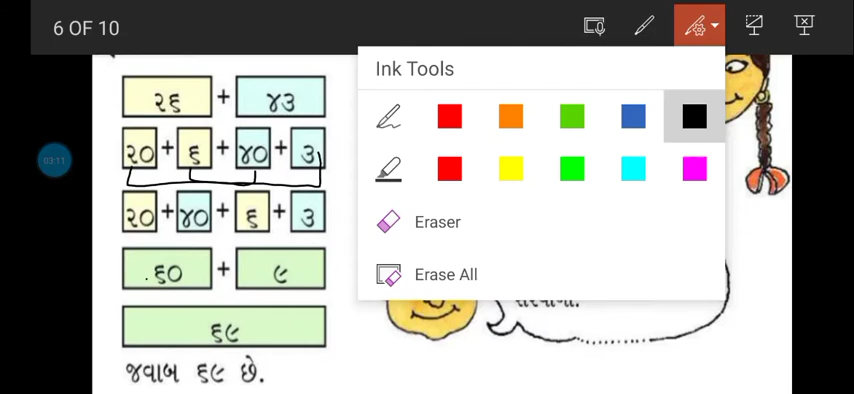 6 OF 10
Ink Tools
૨૬ + ૪૩
03:11
૨૦ + ૬ + ૪૦ + ૩
૨૦ + ૪૦ + ૬ + ૩
Eraser
૬૦ + ૯
Erase All
૬૯
જવાબ ૬૯ છે.